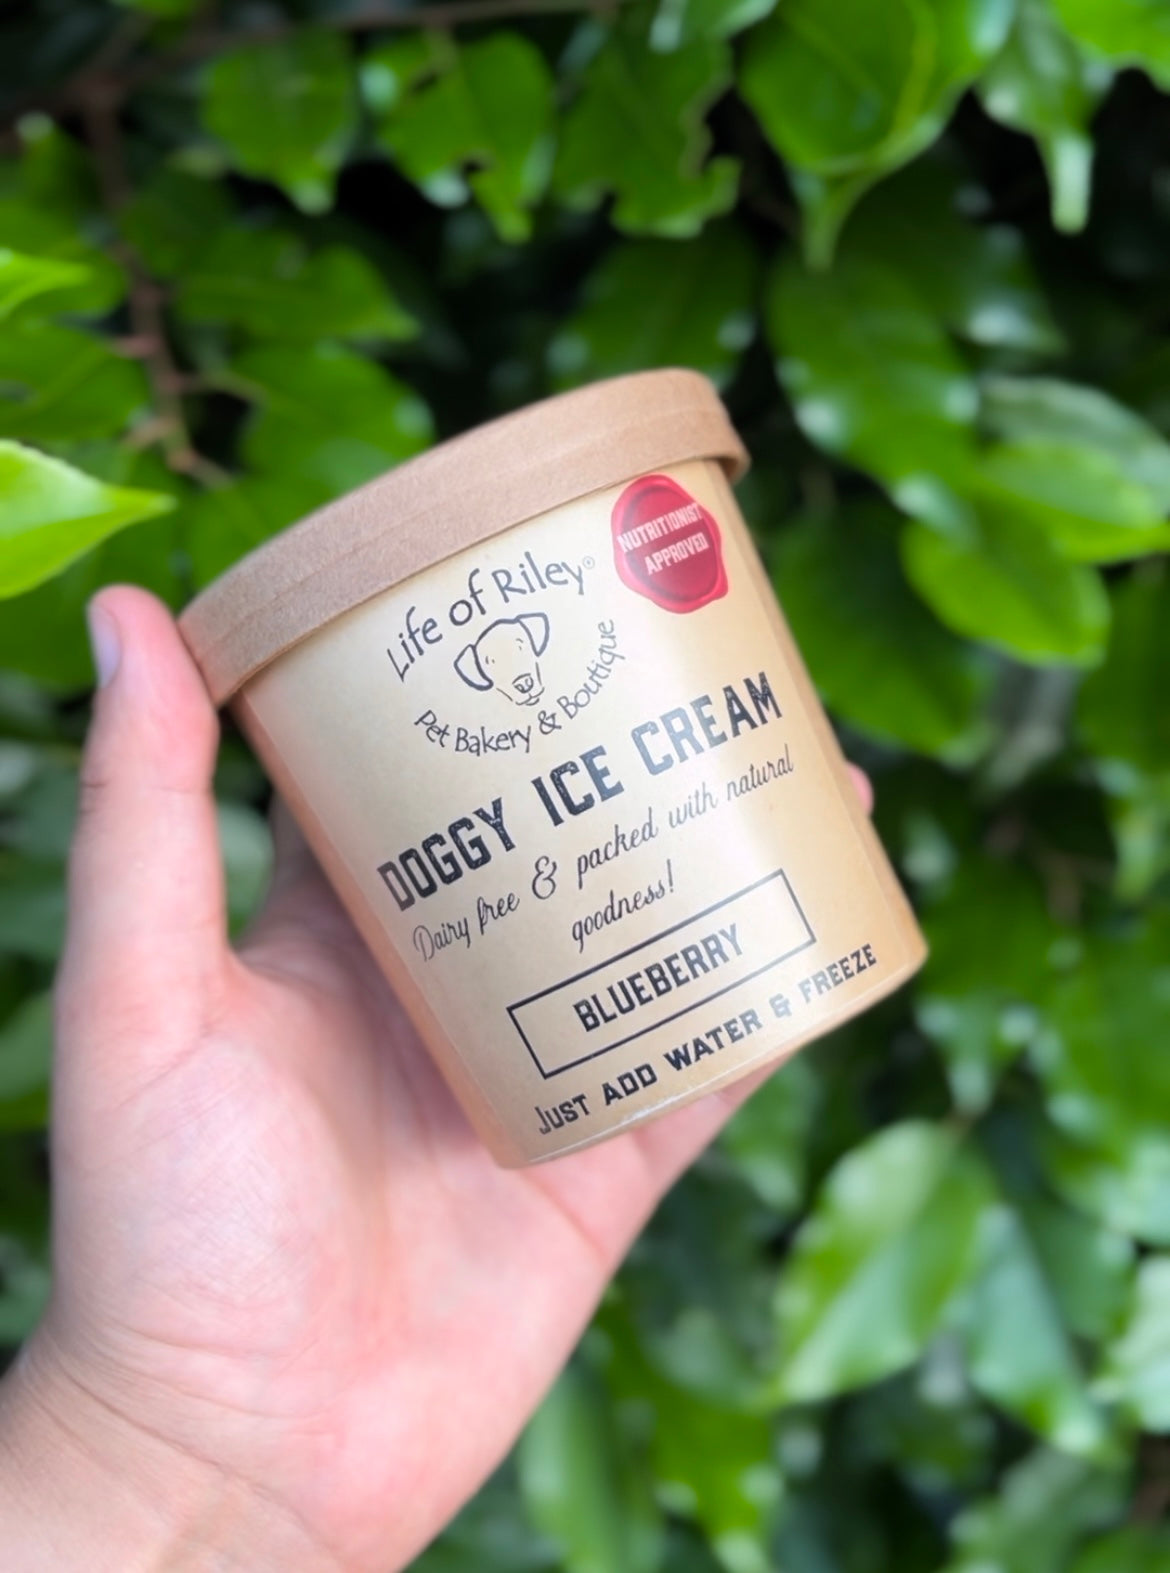 NUTRITIONIST
APPROVED
Life of Riley®
Pet Bakery & Boutique
DOGGY ICE CREAM
Dairy free & packed with natural
goodness!
BLUEBERRY
JUST ADD WATER & FREEZE